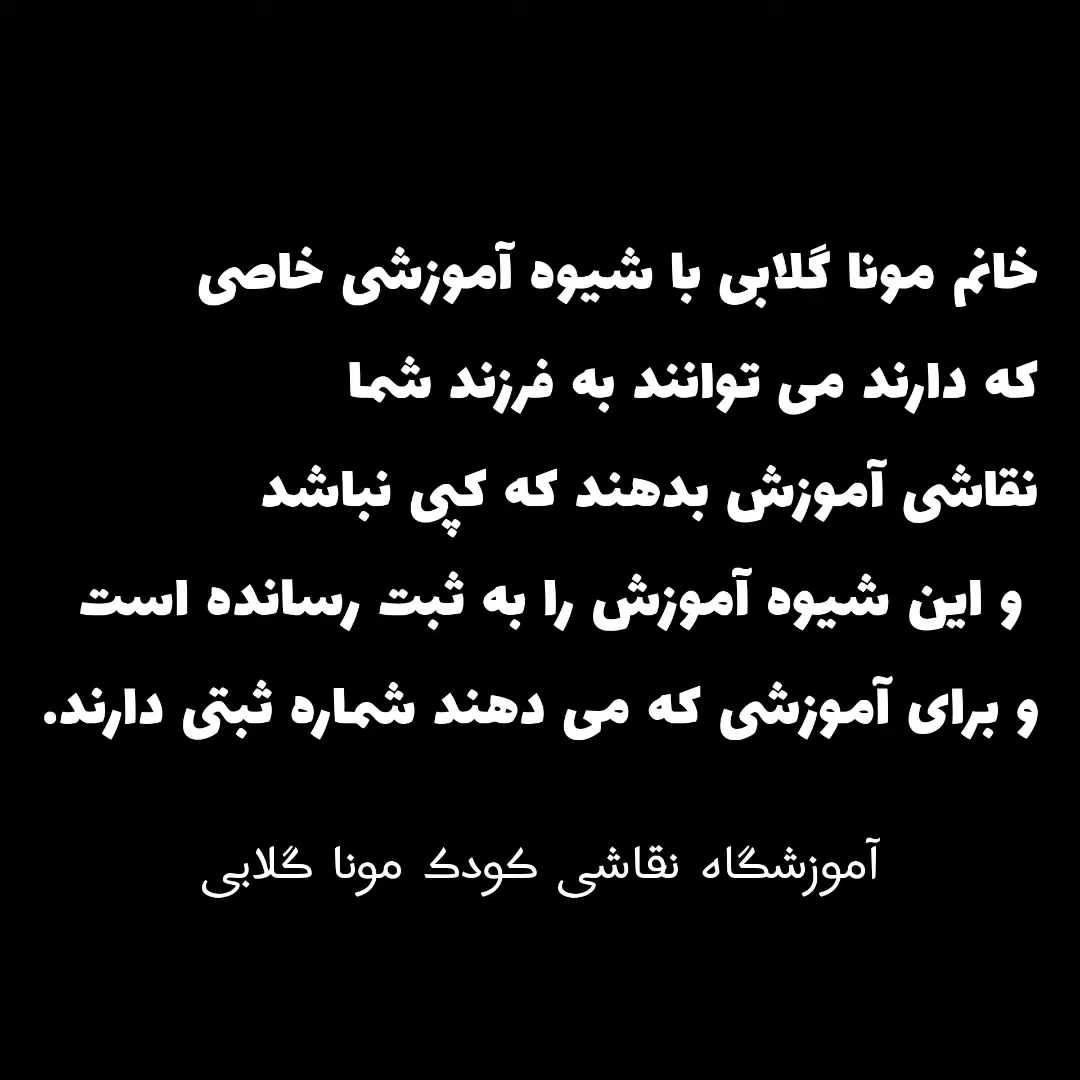 خانم مونا گلابی با شیوه آموزشی خاصی
که دارند می توانند به فرزند شما
نقاشی آموزش بدهند که کپی نباشد
و این شیوه آموزش را به ثبت رسانده است
و برای آموزشی که می دهند شماره ثبتی دارند.
آموزشگاه نقاشی کودک مونا گلابی